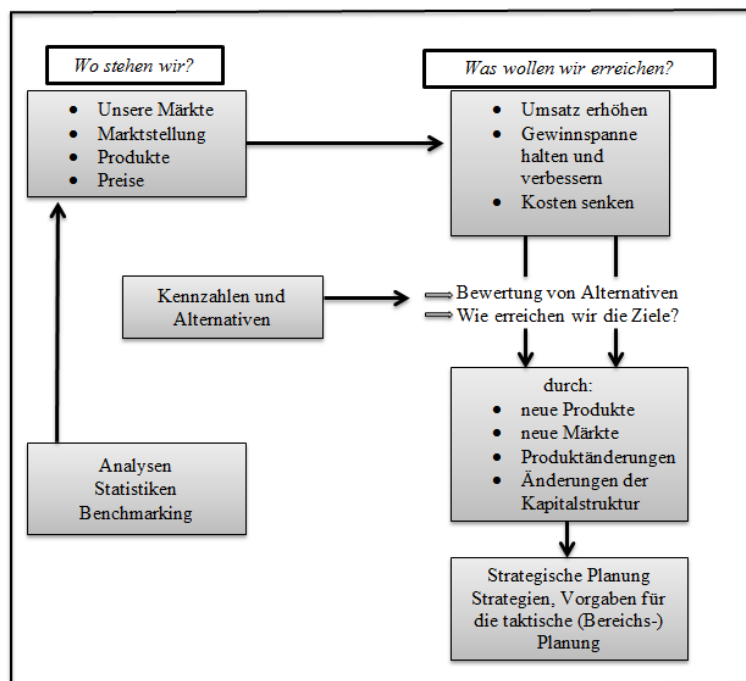 Wo stehen wir?
• Unsere Märkte
• Marktstellung
• Produkte
• Preise
Was wollen wir erreichen?
• Umsatz erhöhen
• Gewinnspanne
halten und
verbessern
• Kosten senken
Kennzahlen und
Alternativen
Bewertung von Alternativen
Wie erreichen wir die Ziele?
durch:
• neue Produkte
• neue Märkte
• Produktänderungen
• Änderungen der
Kapitalstruktur
Analysen
Statistiken
Benchmarking
Strategische Planung
Strategien, Vorgaben für
die taktische (Bereichs-)
Planung